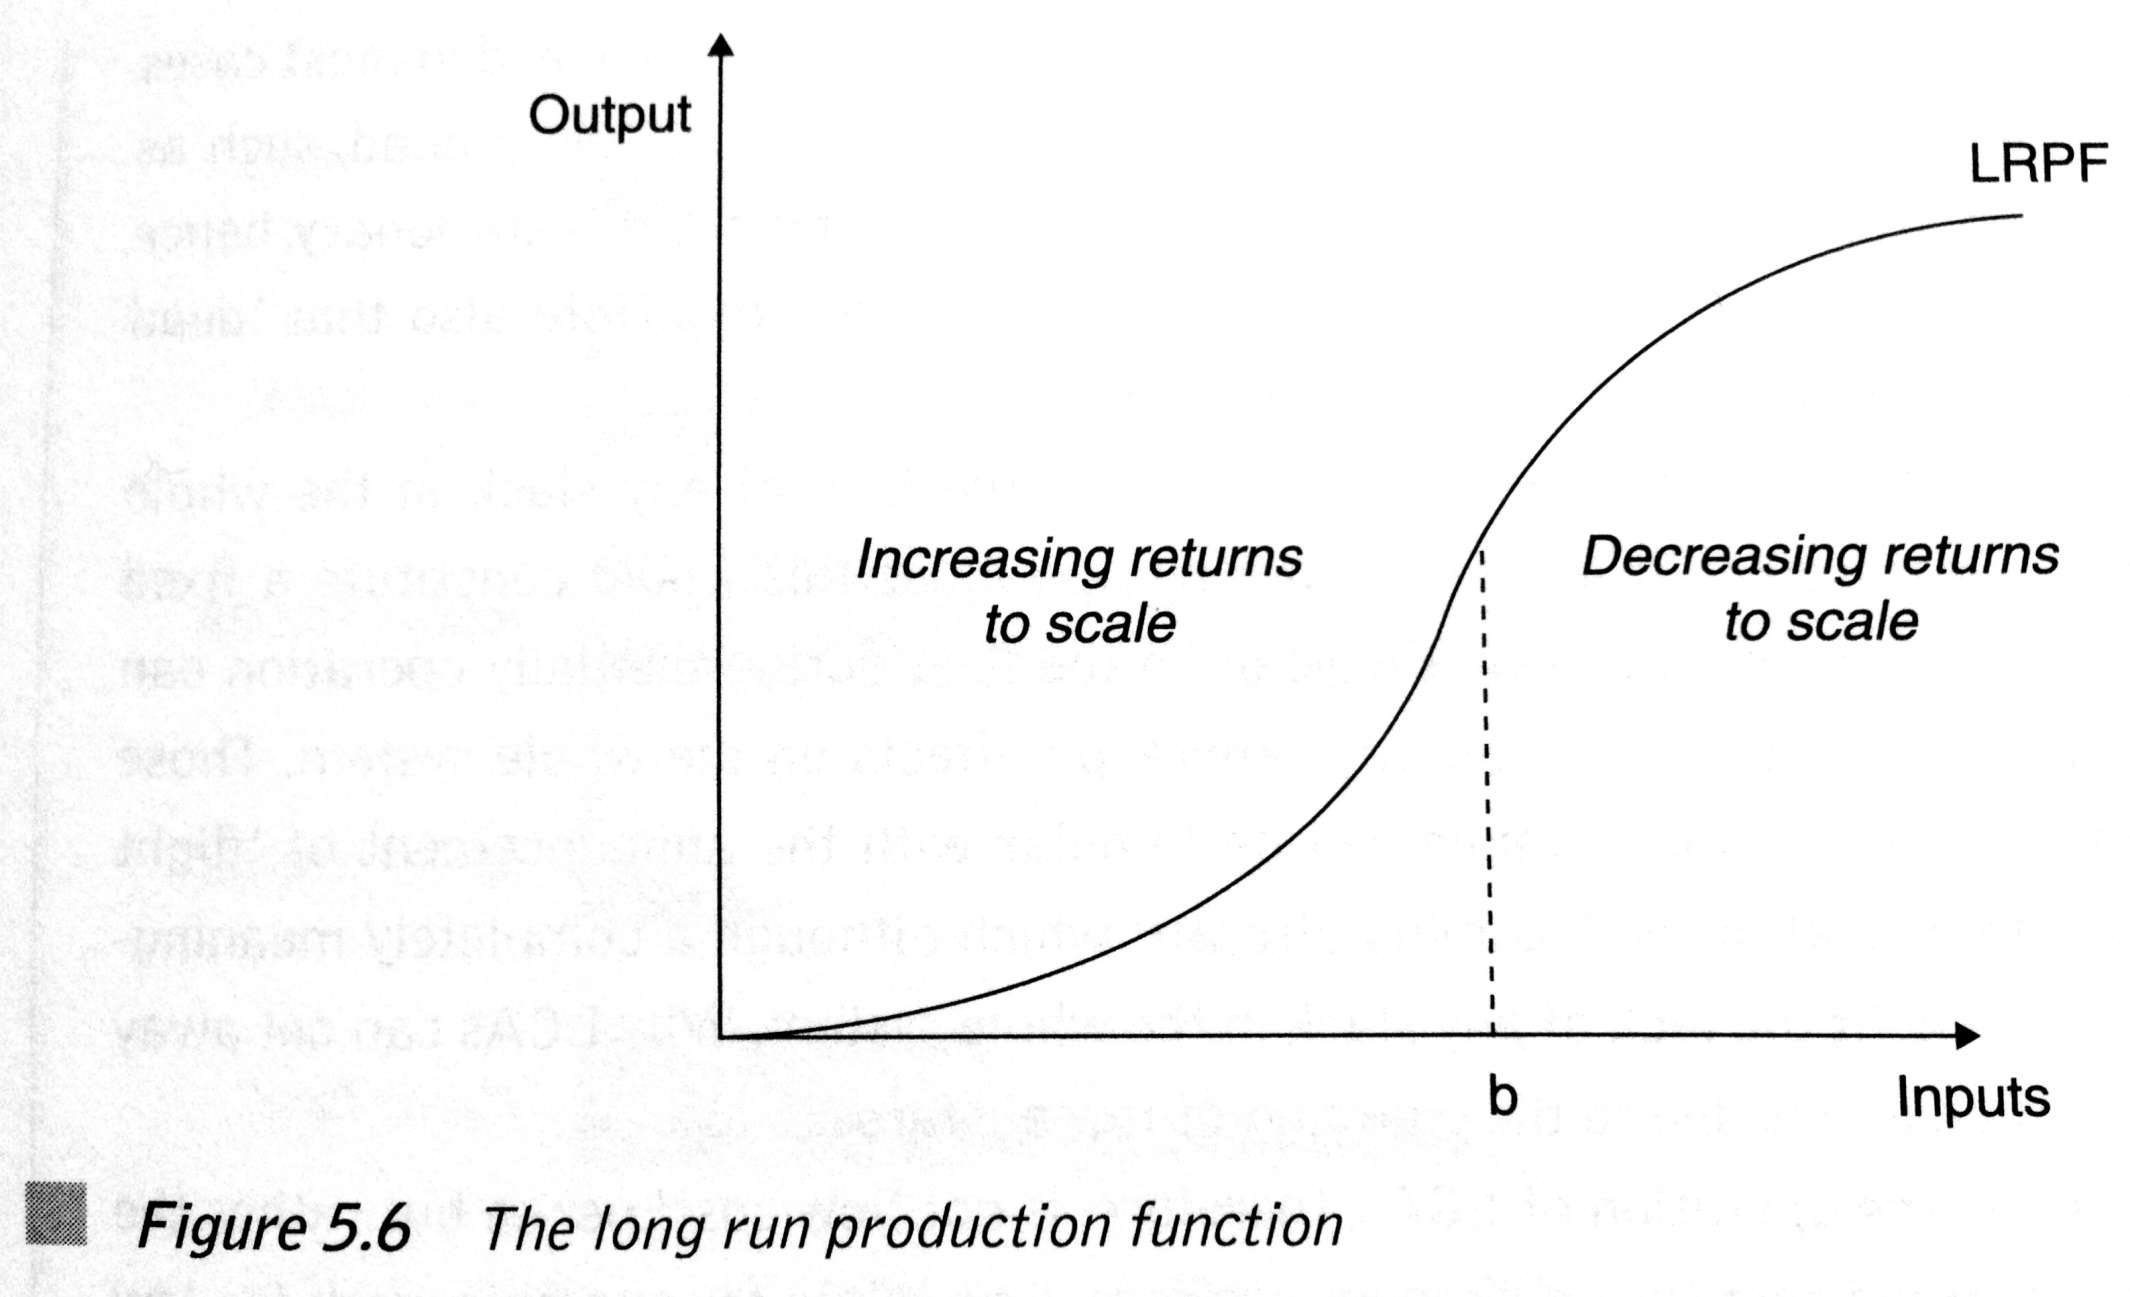 Output
LRPF
Increasing returns
to scale
Decreasing returns
to scale
b
Inputs
Figure 5.6 The long run production function